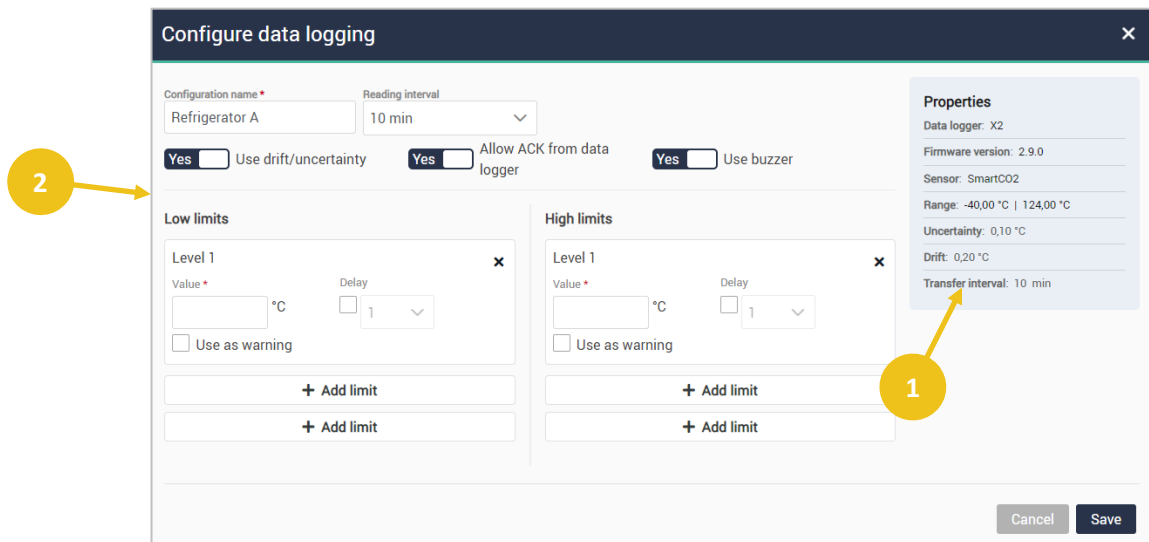 Configure data logging
Configuration name *
Reading interval
Refrigerator A
10 min
Yes
Use drift/uncertainty
Yes
Allow ACK from data
logger
Yes
Use buzzer
Low limits
Level 1
Value *
Delay
°C
1
Use as warning
+ Add limit
+ Add limit
High limits
Level 1
Value *
Delay
°C
1
Use as warning
+ Add limit
+ Add limit
Properties
Data logger: X2
Firmware version: 2.9.0
Sensor: SmartCO2
Range: -40,00 °C | 124,00 °C
Uncertainty: 0,10 °C
Drift: 0,20 °C
Transfer interval: 10 min
Cancel
Save
2
1